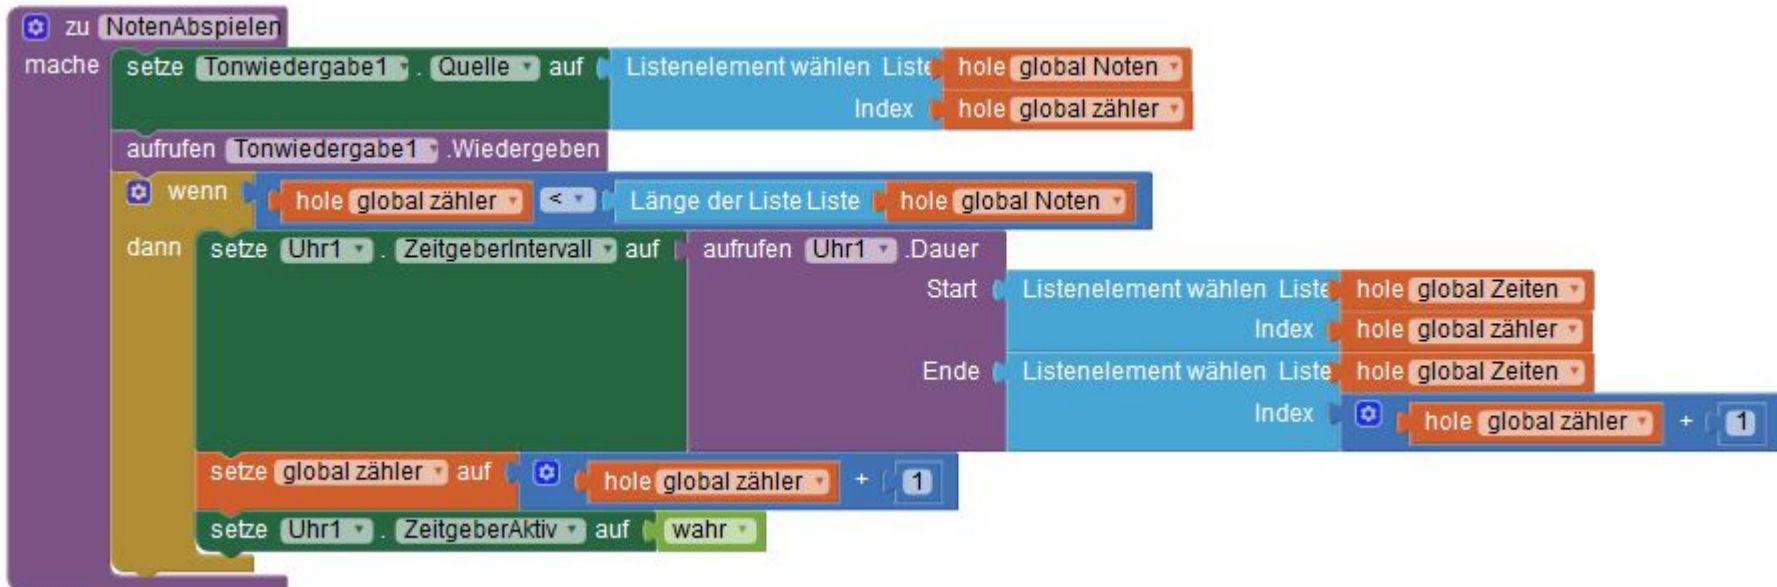 zu NotenAbspielen
mache setze Tonwiedergabe1 . Quelle auf Listenelement wählen Liste hole global Noten
Index hole global zähler
aufrufen Tonwiedergabe1 .Wiedergeben
wenn hole global zähler < Länge der Liste Liste hole global Noten
dann setze Uhr1 . ZeitgeberIntervall auf aufrufen Uhr1 .Dauer
Start Listenelement wählen Liste hole global Zeiten
Index hole global zähler
Ende Listenelement wählen Liste hole global Zeiten
Index hole global zähler + 1
setze global zähler auf hole global zähler + 1
setze Uhr1 . ZeitgeberAktiv auf wahr